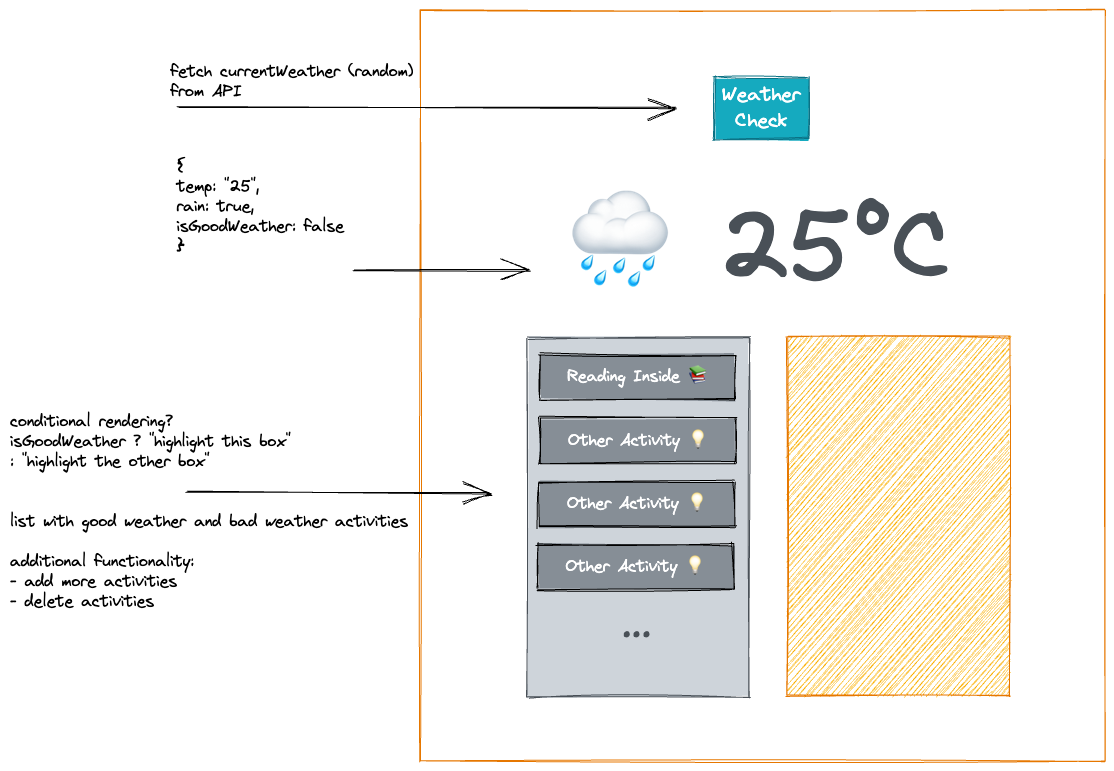 fetch currentWeather (random)
from API
Weather
Check
{
temp: "25",
rain: true,
isGoodWeather: false
}
25°C
Reading Inside
Other Activity
Other Activity
Other Activity
...
conditional rendering?
isGoodWeather ? "highlight this box"
: "highlight the other box"
list with good weather and bad weather activities
additional functionality:
- add more activities
- delete activities